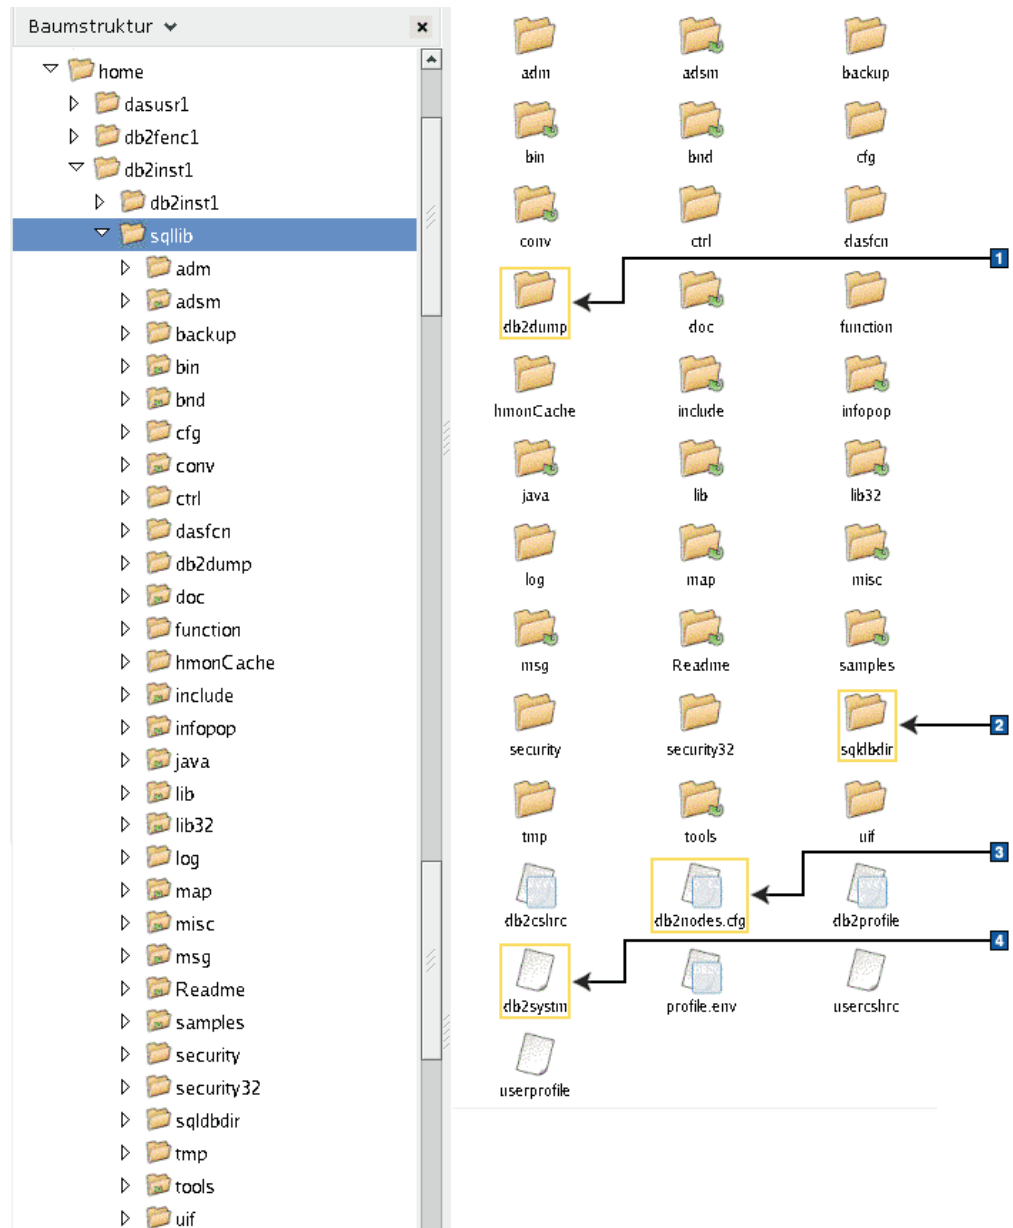 Baumstruktur
home
dasusr1
db2fenc1
db2inst1
db2inst1
sqllib
adm
adsm
backup
bin
bnd
cfg
conv
ctrl
dasfcn
db2dump
doc
function
hmonCache
include
infopop
java
lib
lib32
log
map
misc
msg
Readme
samples
security
security32
sqldbdir
tmp
tools
uif
adm adsm backup
bin bnd cfg
conv ctrl dasfcn
1
db2dump doc function
hmonCache include infopop
java lib lib32
log map misc
msg Readme samples
2
security security32 sqldbdir
tmp tools uif
3
db2cshrc db2nodes.cfg db2profile
4
db2systm profile.env usercshrc
userprofile